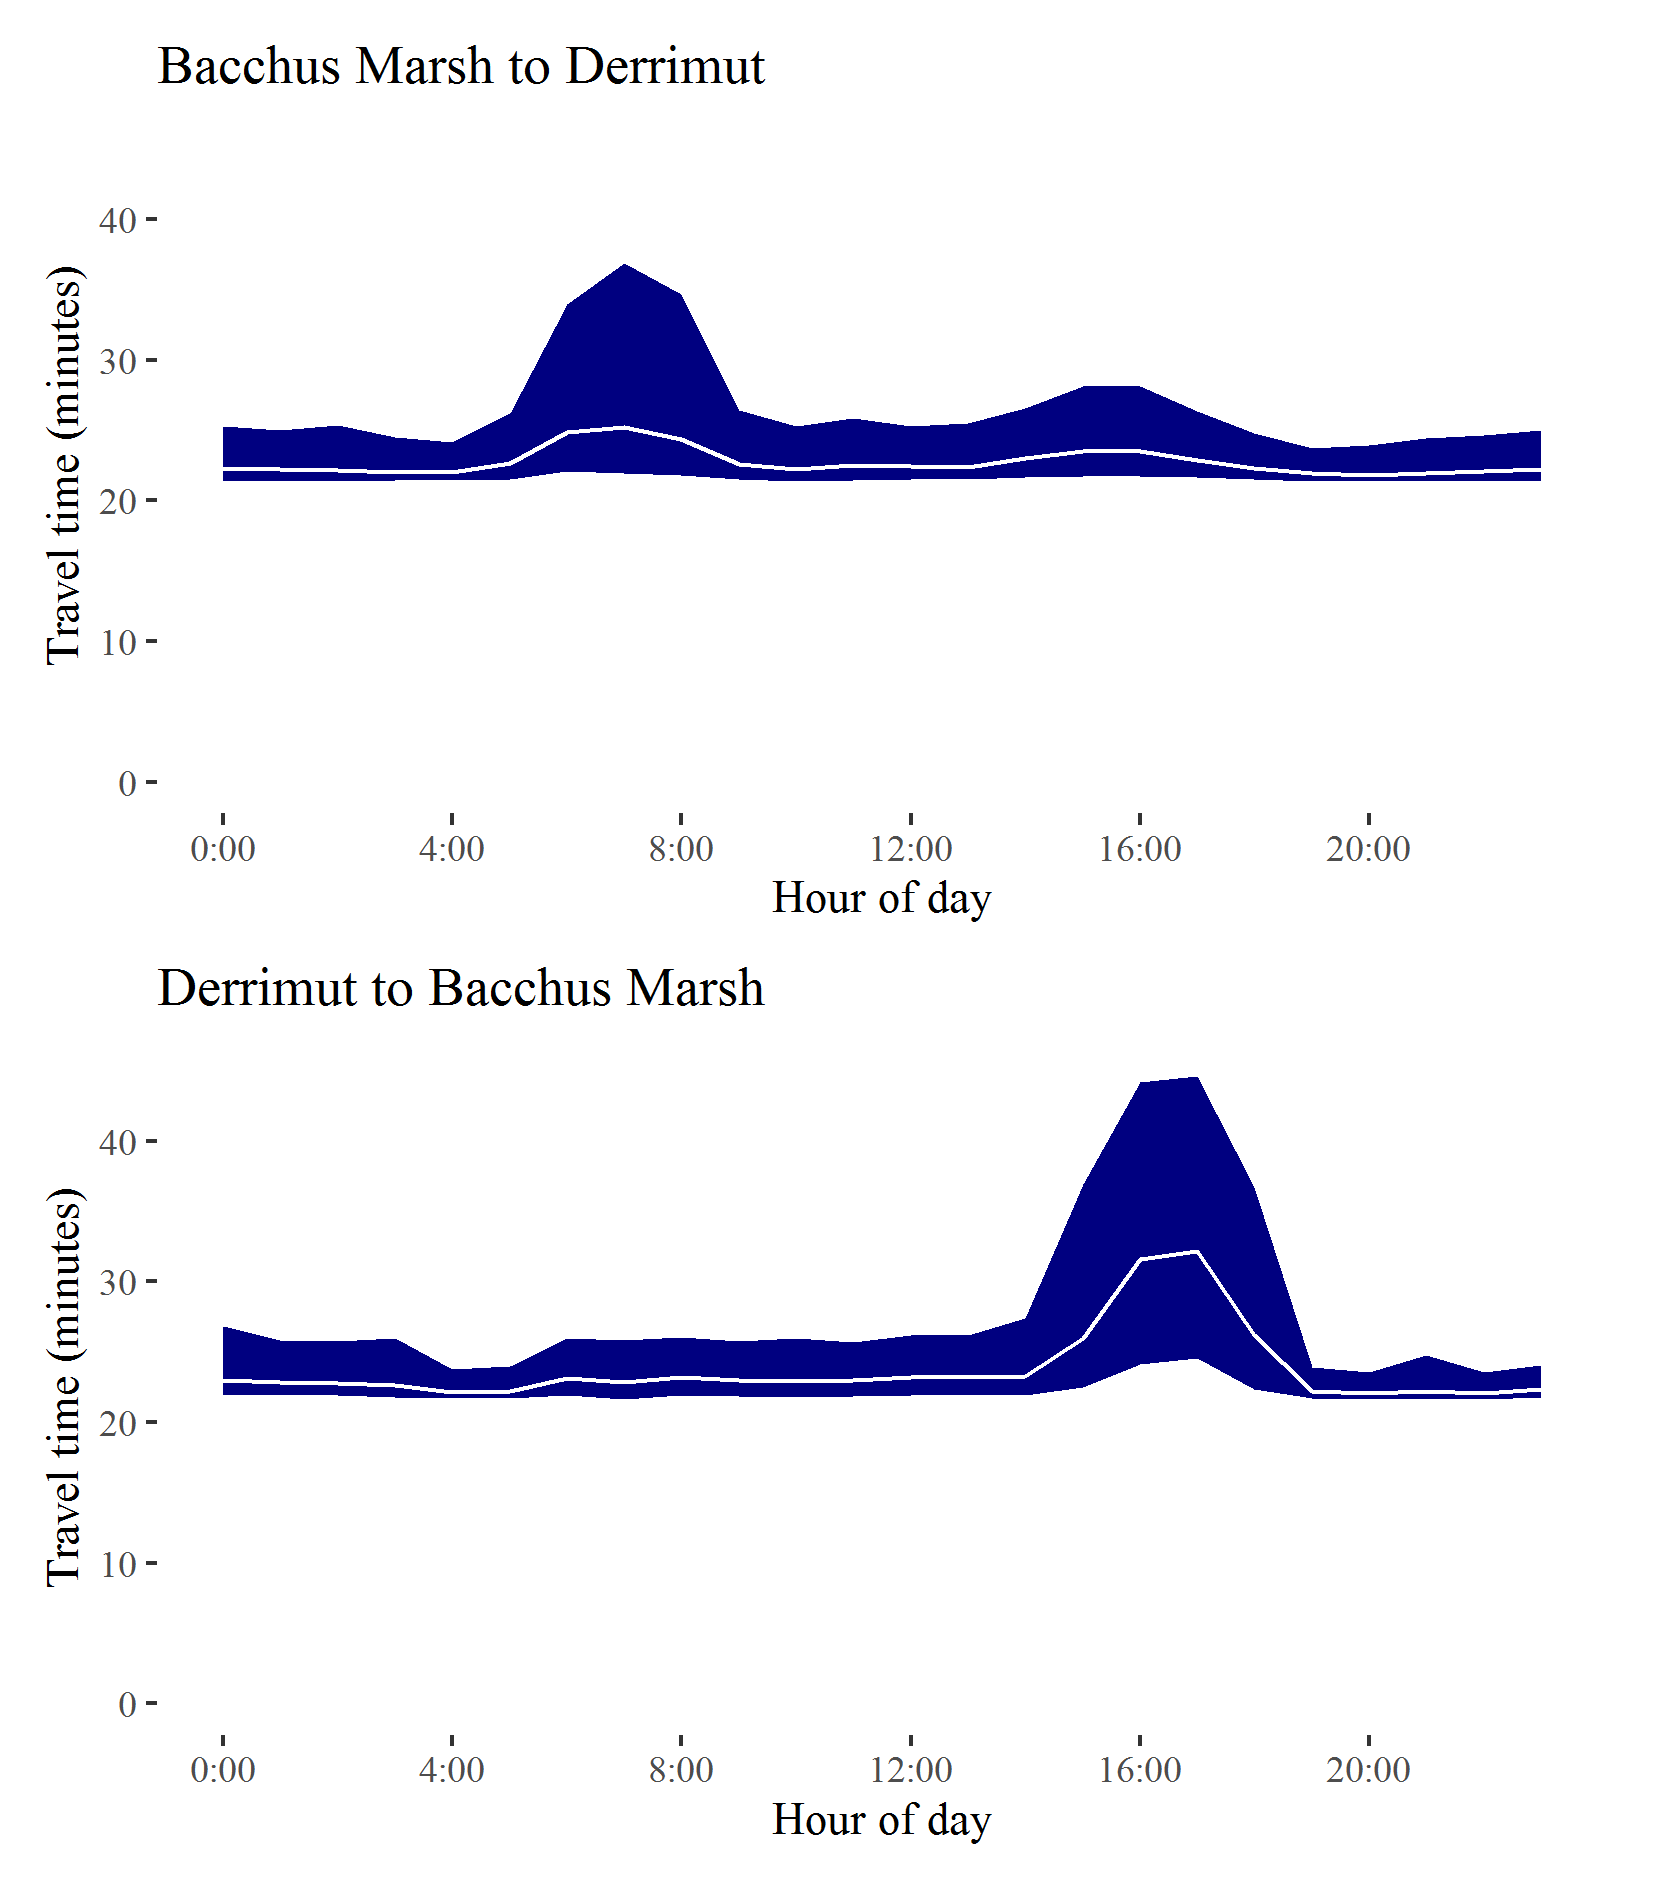 Bacchus Marsh to Derrimut
Travel time (minutes)
40
30
20
10
0
0:00 4:00 8:00 12:00 16:00 20:00
Hour of day
Derrimut to Bacchus Marsh
Travel time (minutes)
40
30
20
10
0
0:00 4:00 8:00 12:00 16:00 20:00
Hour of day